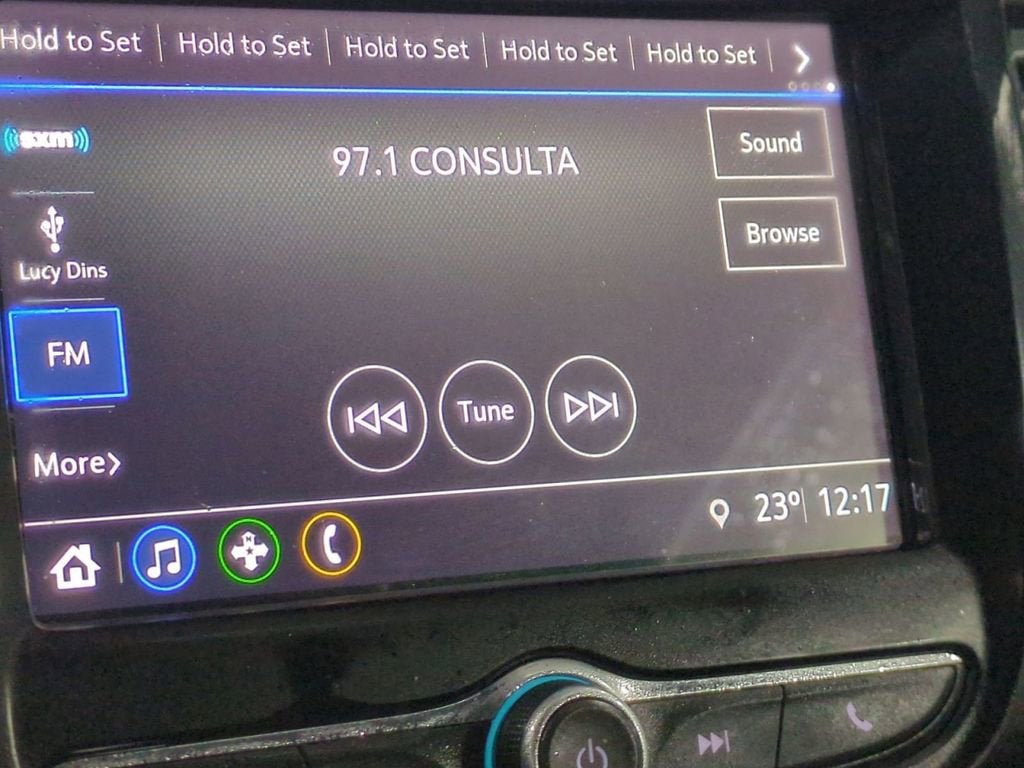 Hold to Set Hold to Set Hold to Set Hold to Set Hold to Set
sxm
97.1 CONSULTA
Sound
Lucy Dins
Browse
FM
Tune
More
23° 12:17